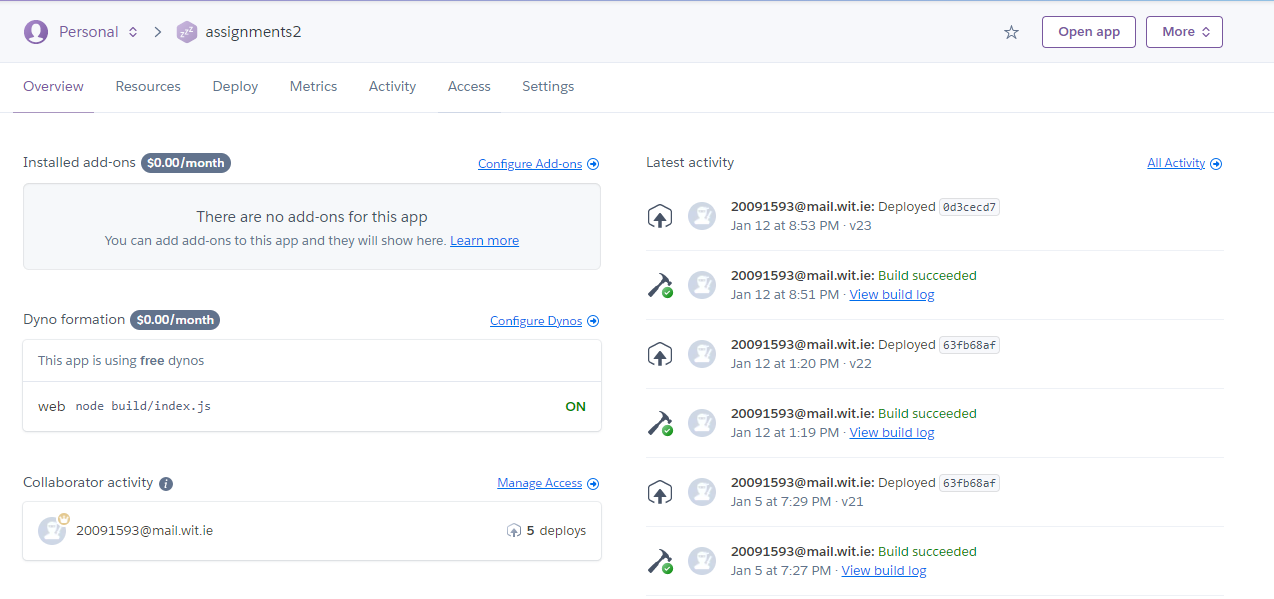 Personal assignments2 Open app More
Overview Resources Deploy Metrics Activity Access Settings
Installed add-ons $0.00/month Configure Add-ons
There are no add-ons for this app
You can add add-ons to this app and they will show here. Learn more
Dyno formation $0.00/month Configure Dynos
This app is using free dynos
web node build/index.js ON
Collaborator activity i Manage Access
20091593@mail.wit.ie 5 deploys
Latest activity All Activity
20091593@mail.wit.ie: Deployed 0d3cecd7
Jan 12 at 8:53 PM · v23
20091593@mail.wit.ie: Build succeeded
Jan 12 at 8:51 PM · View build log
20091593@mail.wit.ie: Deployed 63fb68af
Jan 12 at 1:20 PM · v22
20091593@mail.wit.ie: Build succeeded
Jan 12 at 1:19 PM · View build log
20091593@mail.wit.ie: Deployed 63fb68af
Jan 5 at 7:29 PM · v21
20091593@mail.wit.ie: Build succeeded
Jan 5 at 7:27 PM · View build log